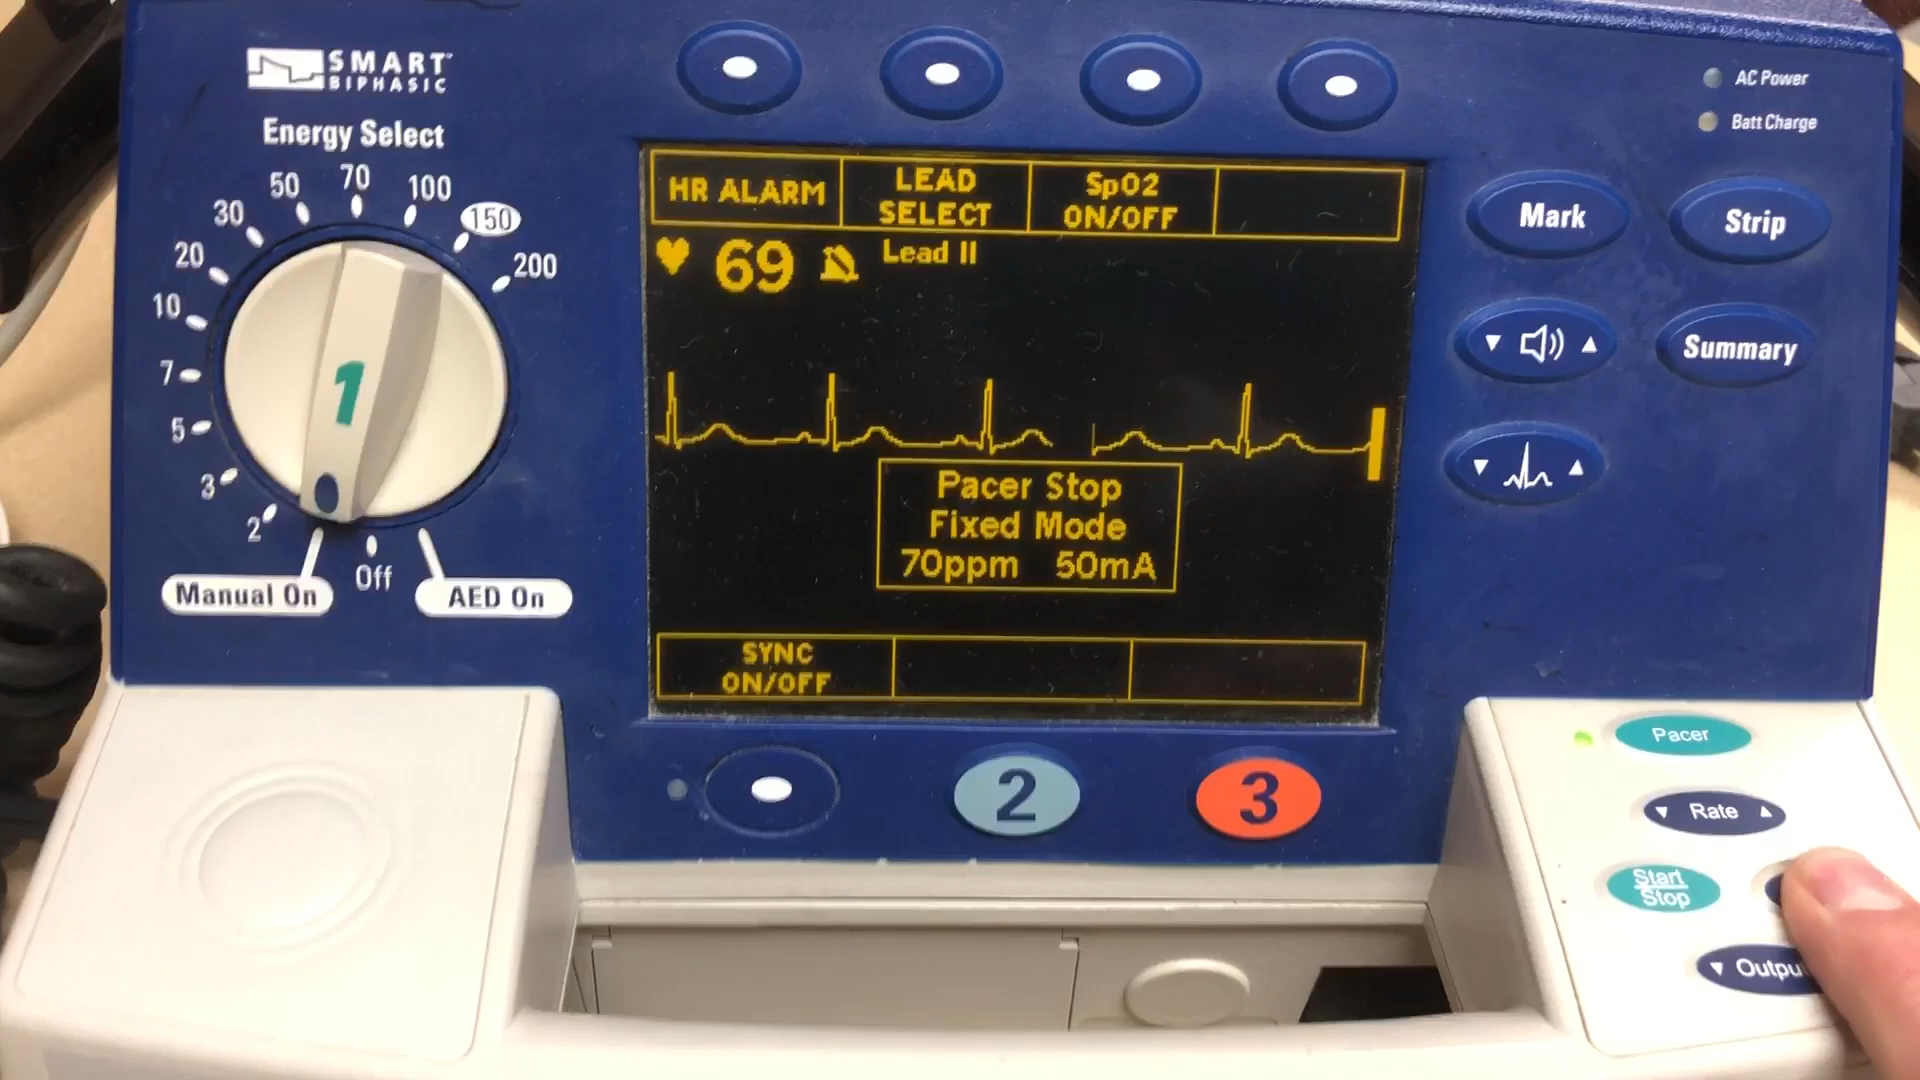 SMART
BIPHASIC
Energy Select
1
2
3
5
7
10
20
30
50
70
100
150
200
Manual On
Off
AED On
HR ALARM
LEAD
SELECT
SpO2
ON/OFF
69
Lead II
Pacer Stop
Fixed Mode
70ppm 50mA
SYNC
ON/OFF
2
3
AC Power
Batt Charge
Mark
Strip
Summary
Pacer
Rate
Start
Stop